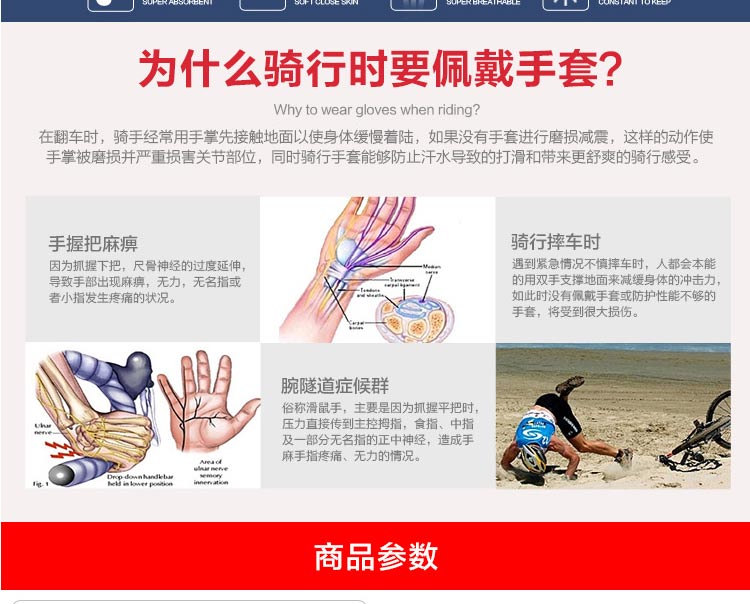 SUPER ABSORBENT
SOFT CLOSE SKIN
SUPER BREATHABLE
CONSTANT TO KEEP
为什么骑行时要佩戴手套?
Why to wear gloves when riding?
在翻车时，骑手经常用手掌先接触地面以使身体缓慢着陆，如果没有手套进行磨损减震，这样的动作使
手掌被磨损并严重损害关节部位，同时骑行手套能够防止汗水导致的打滑和带来更舒爽的骑行感受。
手握把麻痹
因为抓握下把，尺骨神经的过度延伸，
导致手部出现麻痹，无力，无名指或
者小指发生疼痛的状况。
Median
nerve
Transverse
carpal ligament
Tendons
and sheaths
Carpal
bones
骑行摔车时
遇到紧急情况不慎摔车时，人都会本能
的用双手支撑地面来减缓身体的冲击力，
如此时没有佩戴手套或防护性能不够的
手套，将受到很大损伤。
Ulnar
nerve
Fig. 1
Drop-down handlebar
held in lower position
Area of
ulnar nerve
sensory
innervation
腕隧道症候群
俗称滑鼠手，主要是因为抓握平把时，
压力直接传到主控拇指，食指、中指
及一部分无名指的正中神经，造成手
麻手指疼痛、无力的情况。
商品参数